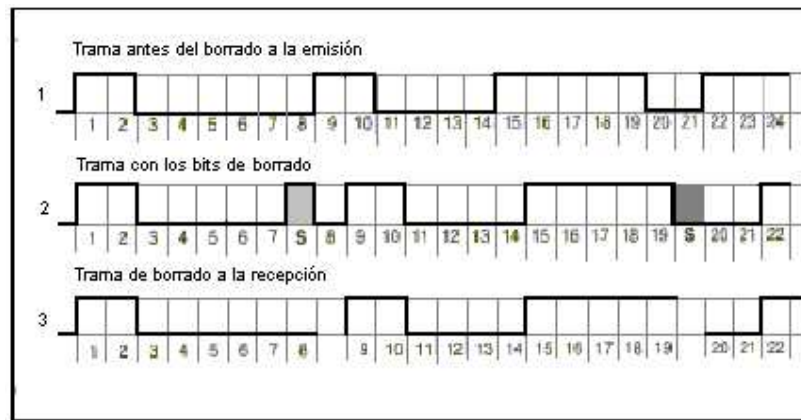 Trama antes del borrado a la emisión
1
1 2 3 4 5 6 7 8 9 10 11 12 13 14 15 16 17 18 19 20 21 22 23 24
Trama con los bits de borrado
2
1 2 3 4 5 6 7 S 8 9 10 11 12 13 14 15 16 17 18 19 S 20 21 22
Trama de borrado a la recepción
3
1 2 3 4 5 6 7 8 9 10 11 12 13 14 15 16 17 18 19 20 21 22